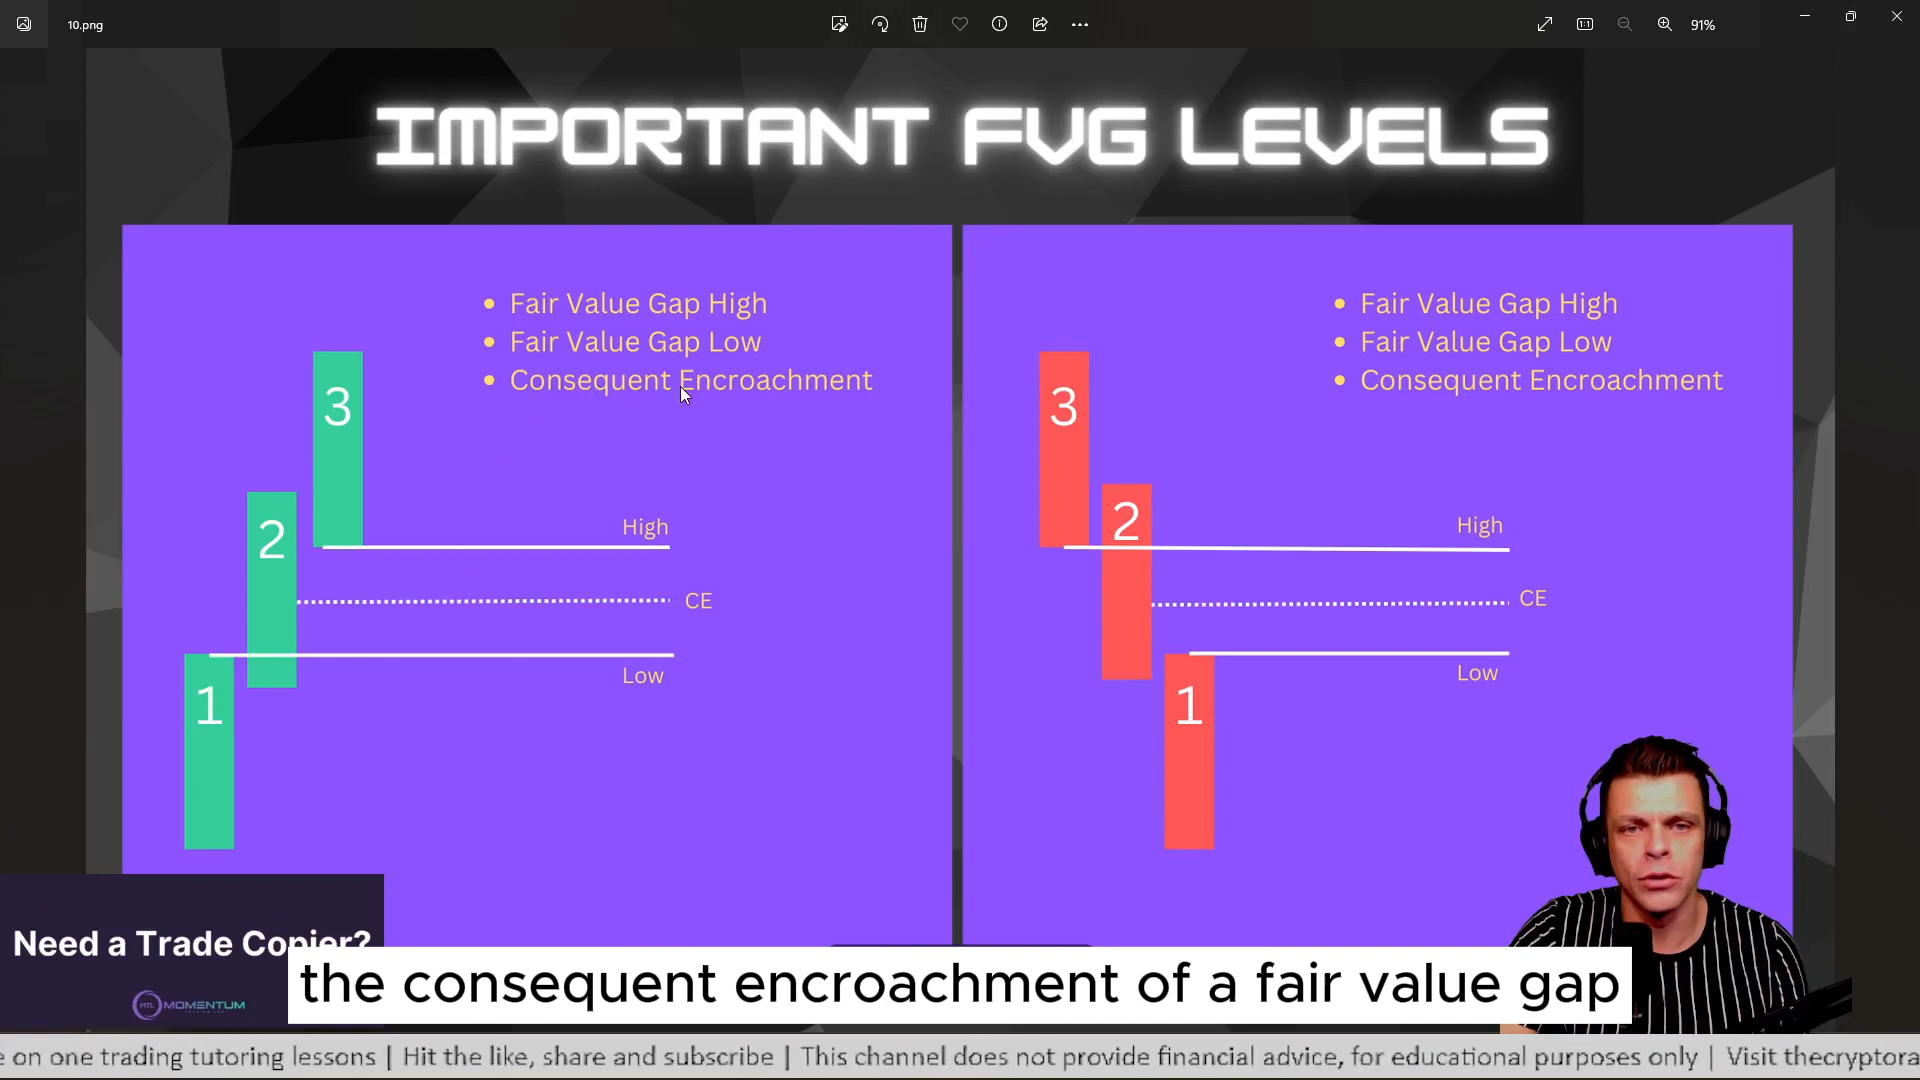 10.png
91%
IMPORTANT FVG LEVELS
• Fair Value Gap High
• Fair Value Gap Low
• Consequent Encroachment
3
2
1
High
CE
Low
• Fair Value Gap High
• Fair Value Gap Low
• Consequent Encroachment
3
2
1
High
CE
Low
Need a Trade Copier?
MTL MOMENTUM
the consequent encroachment of a fair value gap
e on one trading tutoring lessons | Hit the like, share and subscribe | This channel does not provide financial advice, for educational purposes only | Visit thecryptora